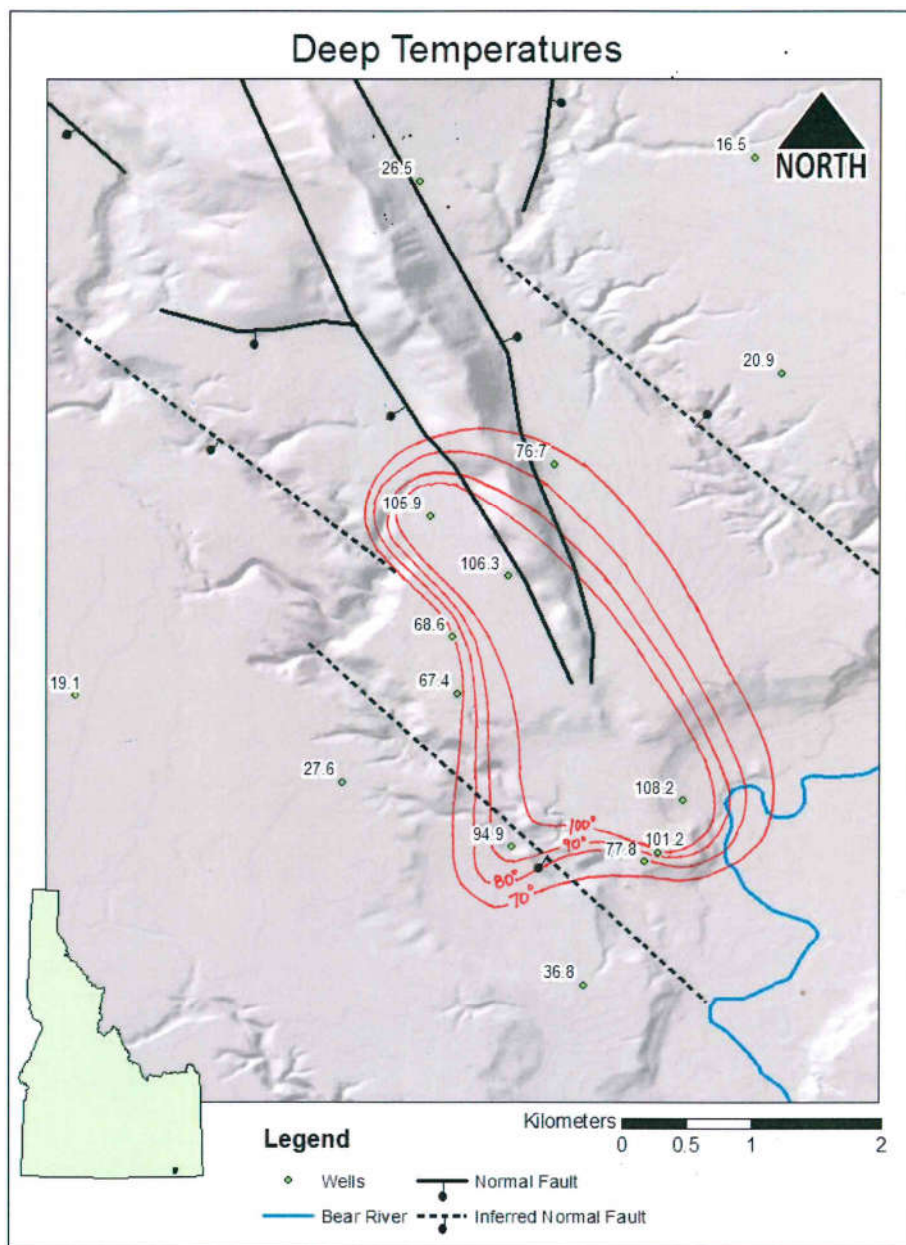 Deep Temperatures
16.5
NORTH
26.5
20.9
76.7
105.9
106.3
68.6
67.4
19.1
27.6
108.2
100°
94.9
90°
77.8
101.2
80°
70°
36.8
Kilometers
0 0.5 1 2
Legend
Wells
Normal Fault
Bear River
Inferred Normal Fault